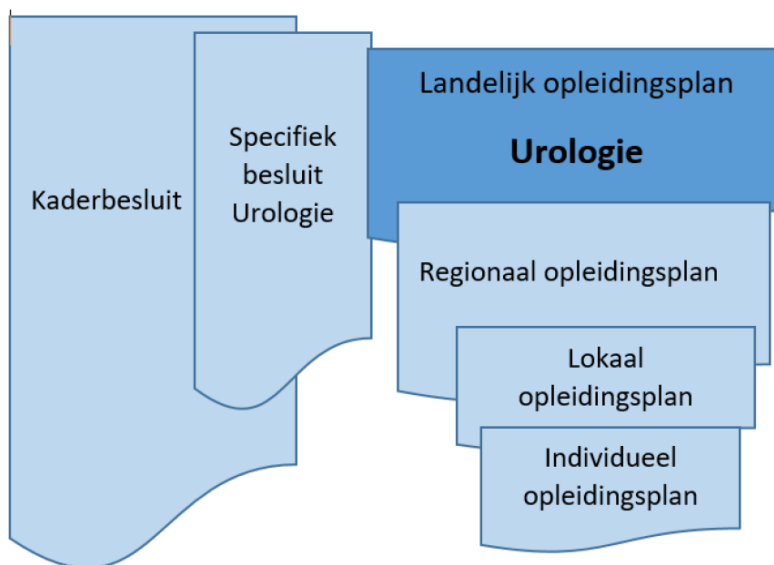 Kaderbesluit
Specifiek
besluit
Urologie
Landelijk opleidingsplan
Urologie
Regionaal opleidingsplan
Lokaal
opleidingsplan
Individueel
opleidingsplan